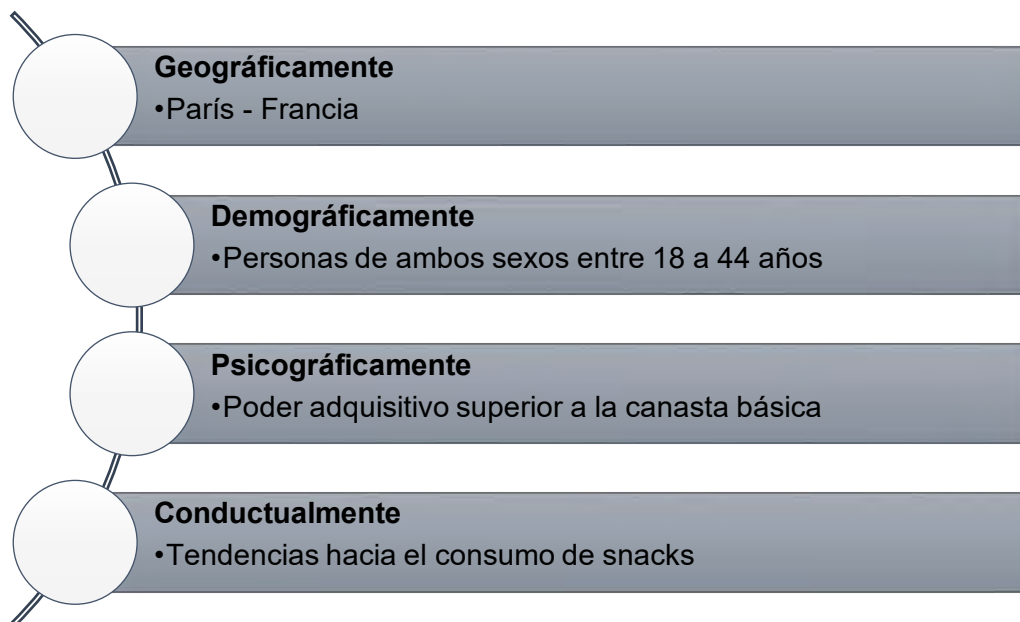 Geográficamente
•París - Francia
Demográficamente
•Personas de ambos sexos entre 18 a 44 años
Psicográficamente
•Poder adquisitivo superior a la canasta básica
Conductualmente
•Tendencias hacia el consumo de snacks